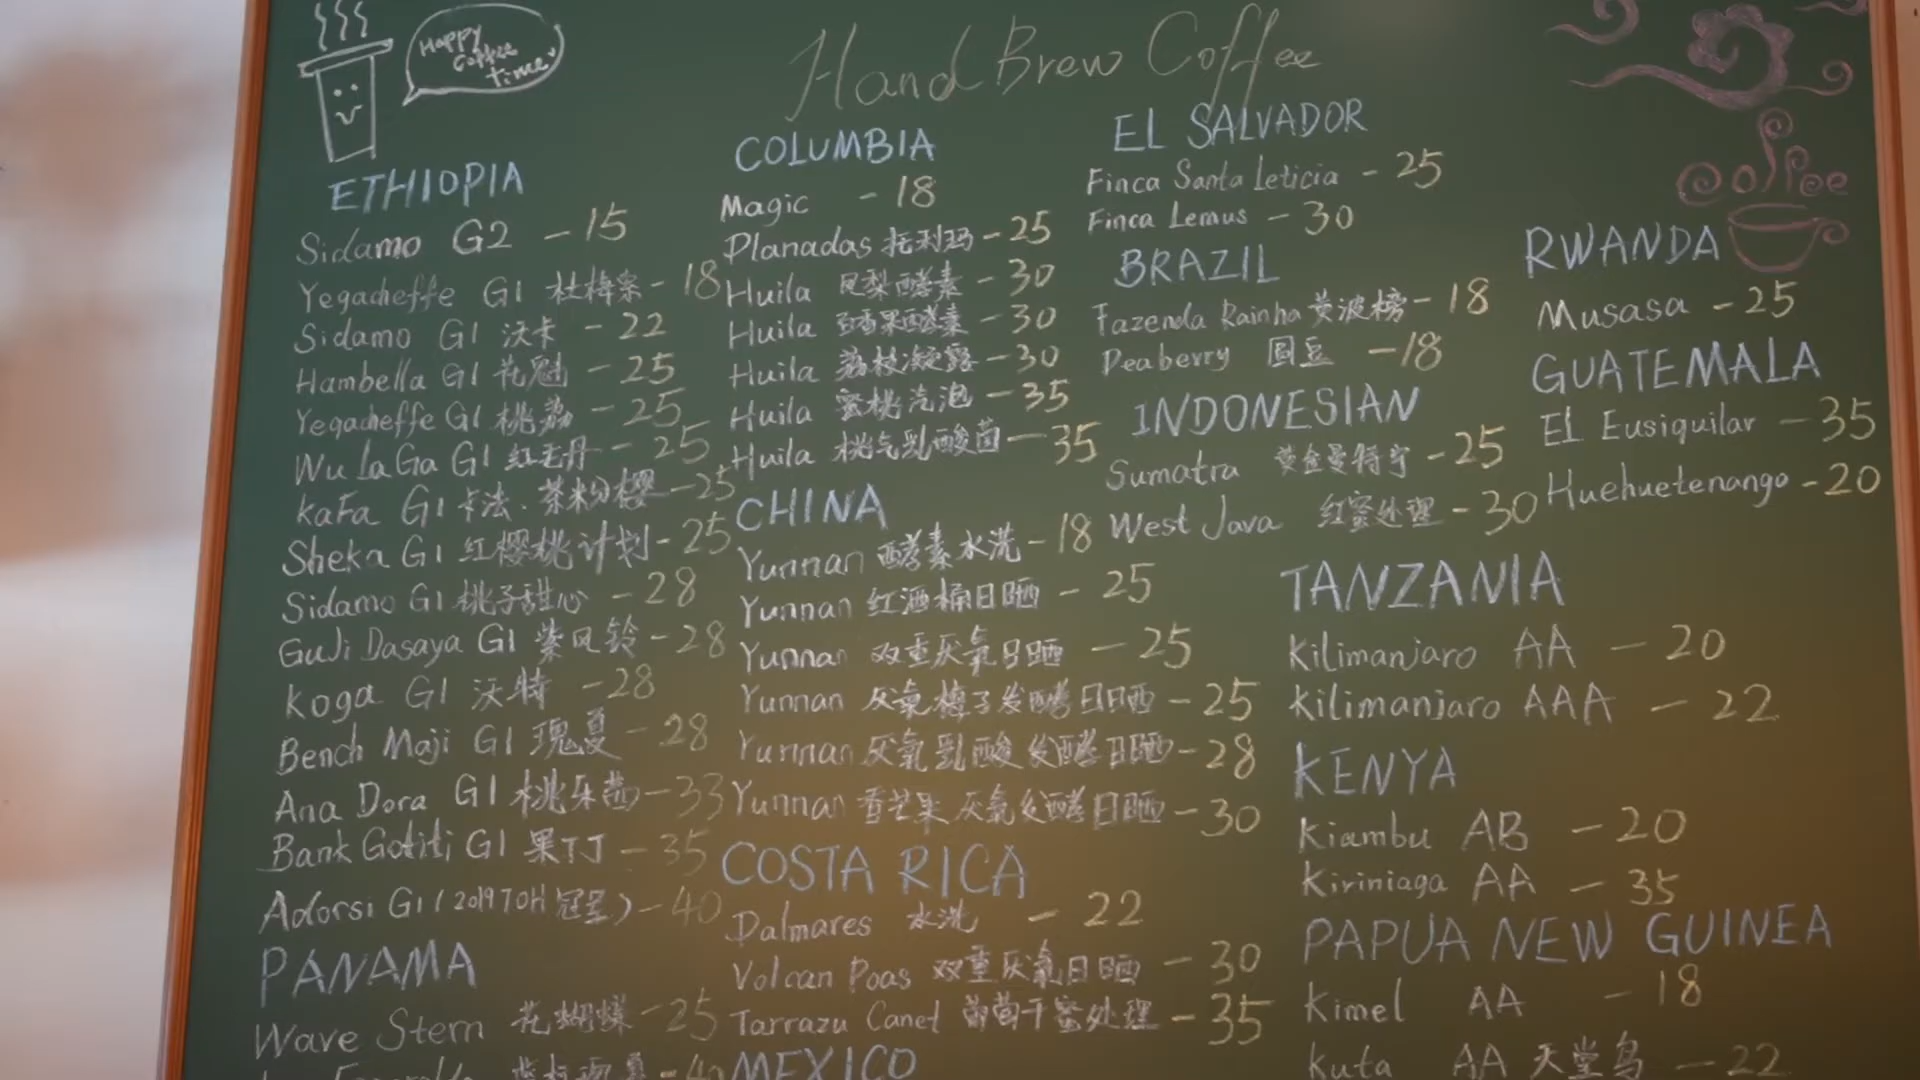 Happy
Coffee
time
Hand Brew Coffee
ETHIOPIA
Sidamo G2 - 15
Yegacheffe G1 杜梅索 - 18
Sidamo G1 沃卡 - 22
Hambella G1 花魁 - 25
Yegacheffe G1 桃荔 - 25
Wu La Ga G1 红毛丹 - 25
KaFa G1 卡法·茶粉樱 - 25
Sheka G1 红樱桃计划 - 25
Sidamo G1 桃子甜心 - 28
GuJi Dasaya G1 紫风铃 - 28
Koga G1 沃特 - 28
Bench Maji G1 瑰夏 - 28
Ana Dora G1 桃乐茜 - 33
Bank Gotiti G1 果丁丁 - 35
Adorsi G1 (2019 TOH 冠军) - 40
PANAMA
Wave Stern 花蝴蝶 - 25
- 40
COLUMBIA
Magic - 18
Planadas 托利玛 - 25
Huila 凤梨酵素 - 30
Huila 百香果酵素 - 30
Huila 荔枝凝露 - 30
Huila 蜜桃汽泡 - 35
Huila 桃气乳酸菌 - 35
CHINA
Yunnan 酵素水洗 - 18
Yunnan 红酒桶日晒 - 25
Yunnan 双重厌氧日晒 - 25
Yunnan 厌氧梅子发酵日晒 - 25
Yunnan 厌氧乳酸发酵日晒 - 28
Yunnan 香芒果厌氧发酵日晒 - 30
COSTA RICA
Dalmares 水洗 - 22
Volcan Poas 双重厌氧日晒 - 30
Tarrazu Canet 葡萄干蜜处理 - 35
MEXICO
EL SALVADOR
Finca Santa Leticia - 25
Finca Lemus - 30
BRAZIL
Fazenda Rainha 黄波榜 - 18
Peaberry 圆豆 - 18
INDONESIAN
Sumatra 黄金曼特宁 - 25
West Java 红蜜处理 - 30
TANZANIA
Kilimanjaro AA - 20
Kilimanjaro AAA - 22
KENYA
Kiambu AB - 20
Kiriniaga AA - 35
PAPUA NEW GUINEA
Kimel AA - 18
Kuta AA 天堂鸟 - 22
Coffee
RWANDA
Musasa - 25
GUATEMALA
El Eusiquilar - 35
Huehuetenango - 20